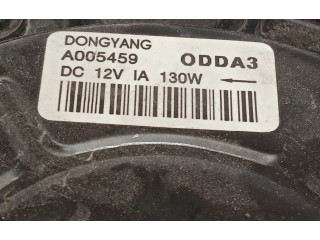 DONGYANG
A005459 ODDA3
DC 12V IA 130W ←